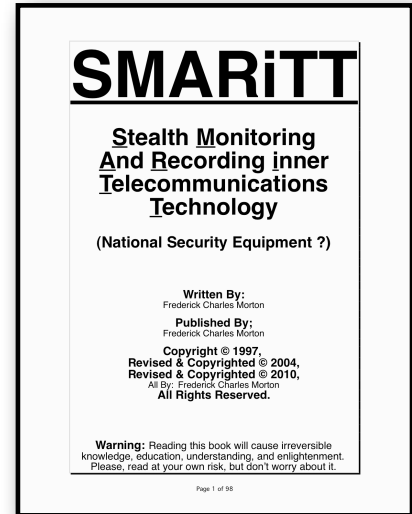 SMARiTT
Stealth Monitoring
And Recording inner
Telecommunications
Technology
(National Security Equipment ?)
Written By:
Frederick Charles Morton
Published By;
Frederick Charles Morton
Copyright © 1997,
Revised & Copyrighted © 2004,
Revised & Copyrighted © 2010,
All By: Frederick Charles Morton
All Rights Reserved.
Warning: Reading this book will cause irreversible
knowledge, education, understanding, and enlightenment.
Please, read at your own risk, but don't worry about it.
Page 1 of 98